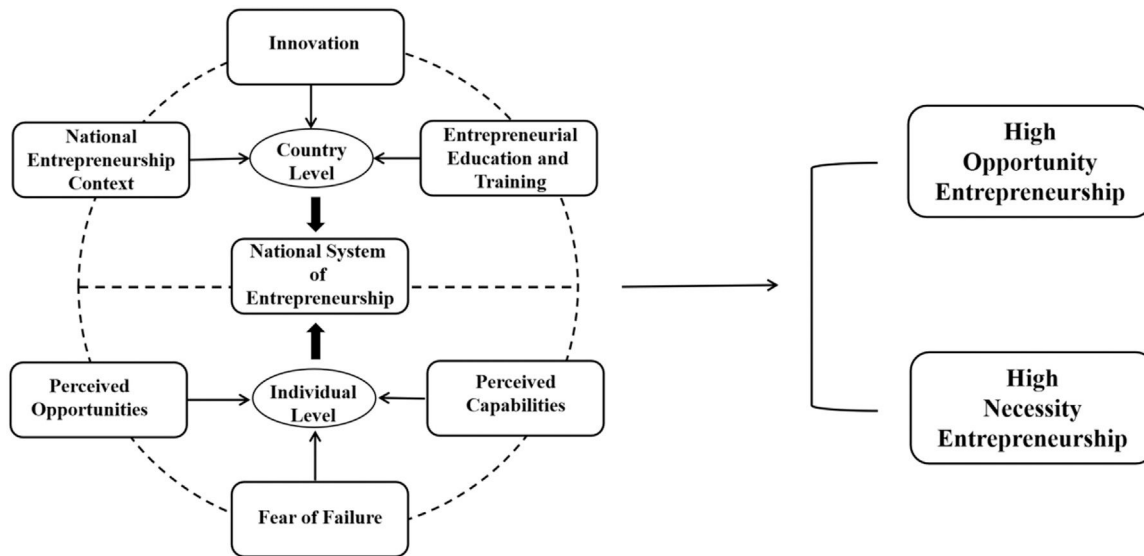 Innovation
National
Entrepreneurship
Context
Country
Level
Entrepreneurial
Education and
Training
National System
of
Entrepreneurship
Perceived
Opportunities
Individual
Level
Perceived
Capabilities
Fear of Failure
High
Opportunity
Entrepreneurship
High
Necessity
Entrepreneurship